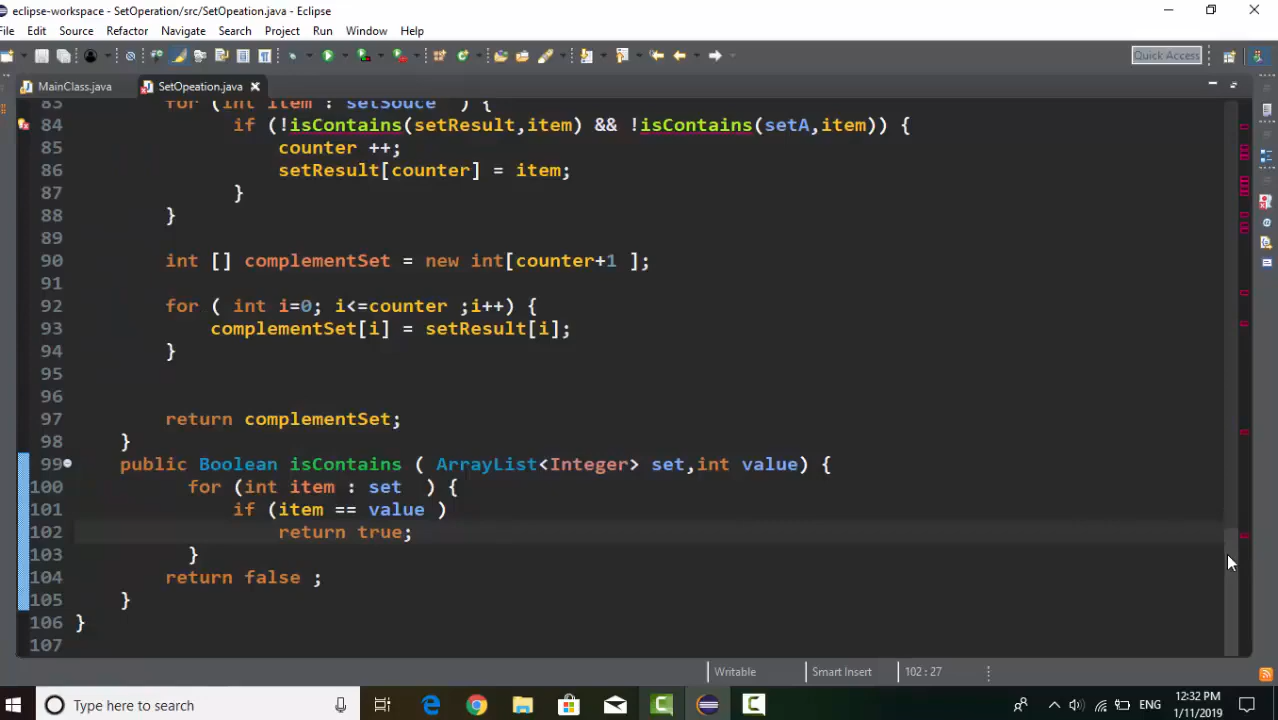 eclipse-workspace - SetOperation/src/SetOpeation.java - Eclipse
File Edit Source Refactor Navigate Search Project Run Window Help
Quick Access
MainClass.java SetOpeation.java
83 for (int item : setSouce ) {
84 if (!isContains(setResult,item) && !isContains(setA,item)) {
85 counter ++;
86 setResult[counter] = item;
87 }
88 }
89
90 int [] complementSet = new int[counter+1 ];
91
92 for ( int i=0; i<=counter ;i++) {
93 complementSet[i] = setResult[i];
94 }
95
96
97 return complementSet;
98 }
99 public Boolean isContains ( ArrayList<Integer> set,int value) {
100 for (int item : set ) {
101 if (item == value )
102 return true;
103 }
104 return false ;
105 }
106 }
107
Writable Smart Insert 102 : 27
Type here to search
ENG
12:32 PM
1/11/2019